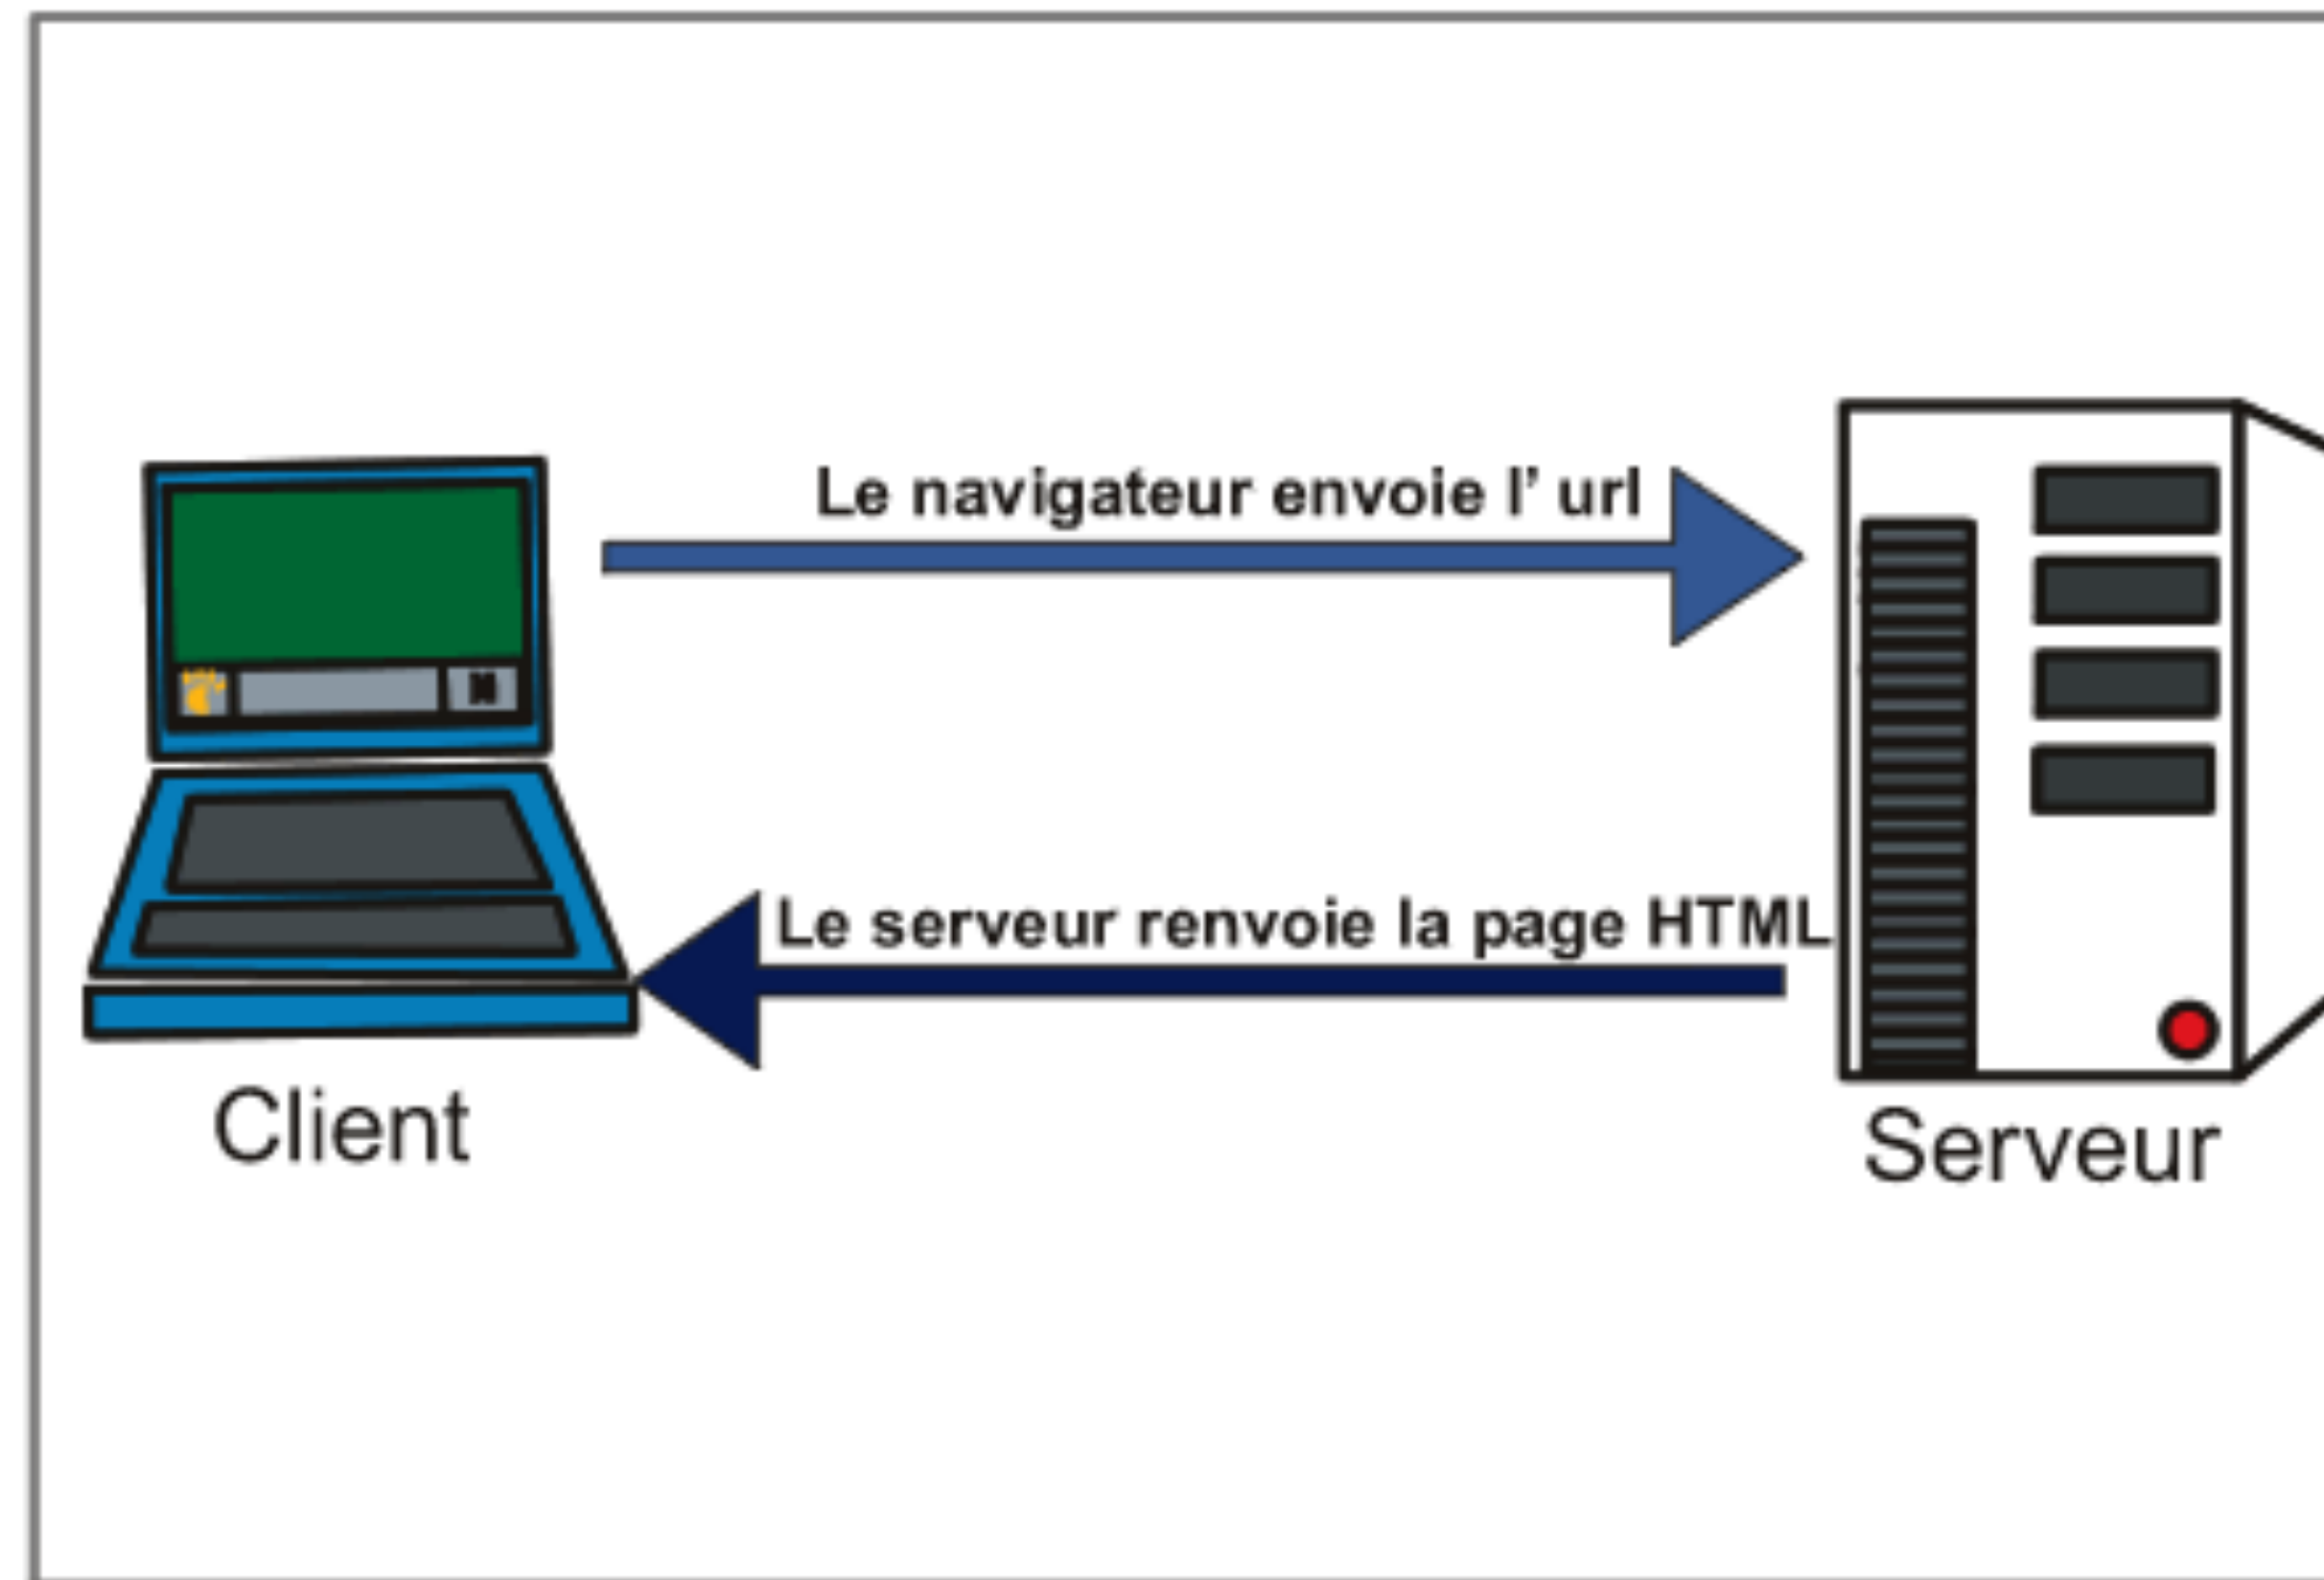 Le navigateur envoie l’ url
Le serveur renvoie la page HTML
Client
Serveur